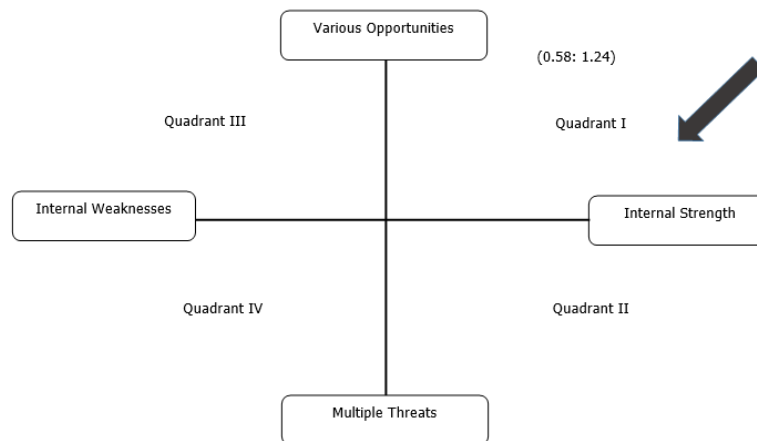 Various Opportunities
(0.58: 1.24)
Quadrant III
Quadrant I
Internal Weaknesses
Internal Strength
Quadrant IV
Quadrant II
Multiple Threats